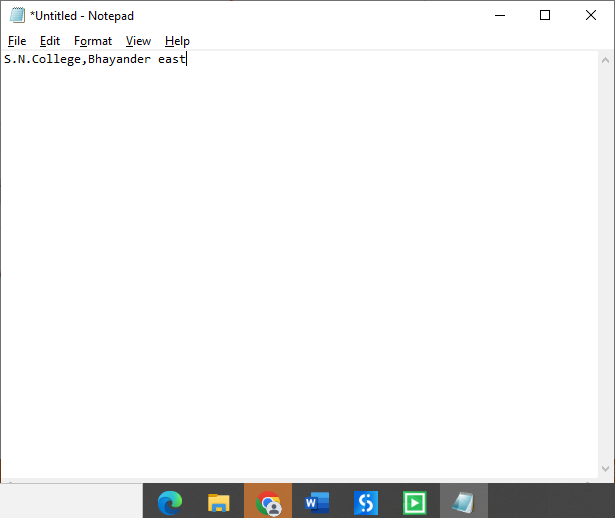 *Untitled - Notepad
File Edit Format View Help
S.N.College,Bhayander east